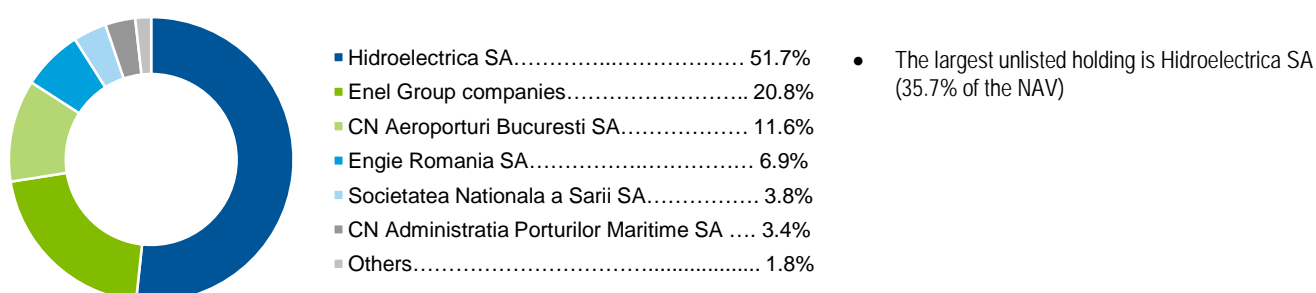 Hidroelectrica SA…………...………………… 51.7%
Enel Group companies…………………….. 20.8%
CN Aeroporturi Bucuresti SA……………… 11.6%
Engie Romania SA……………..…………… 6.9%
Societatea Nationala a Sarii SA……………. 3.8%
CN Administratia Porturilor Maritime SA …. 3.4%
Others…………………………..................... 1.8%
• The largest unlisted holding is Hidroelectrica SA
(35.7% of the NAV)